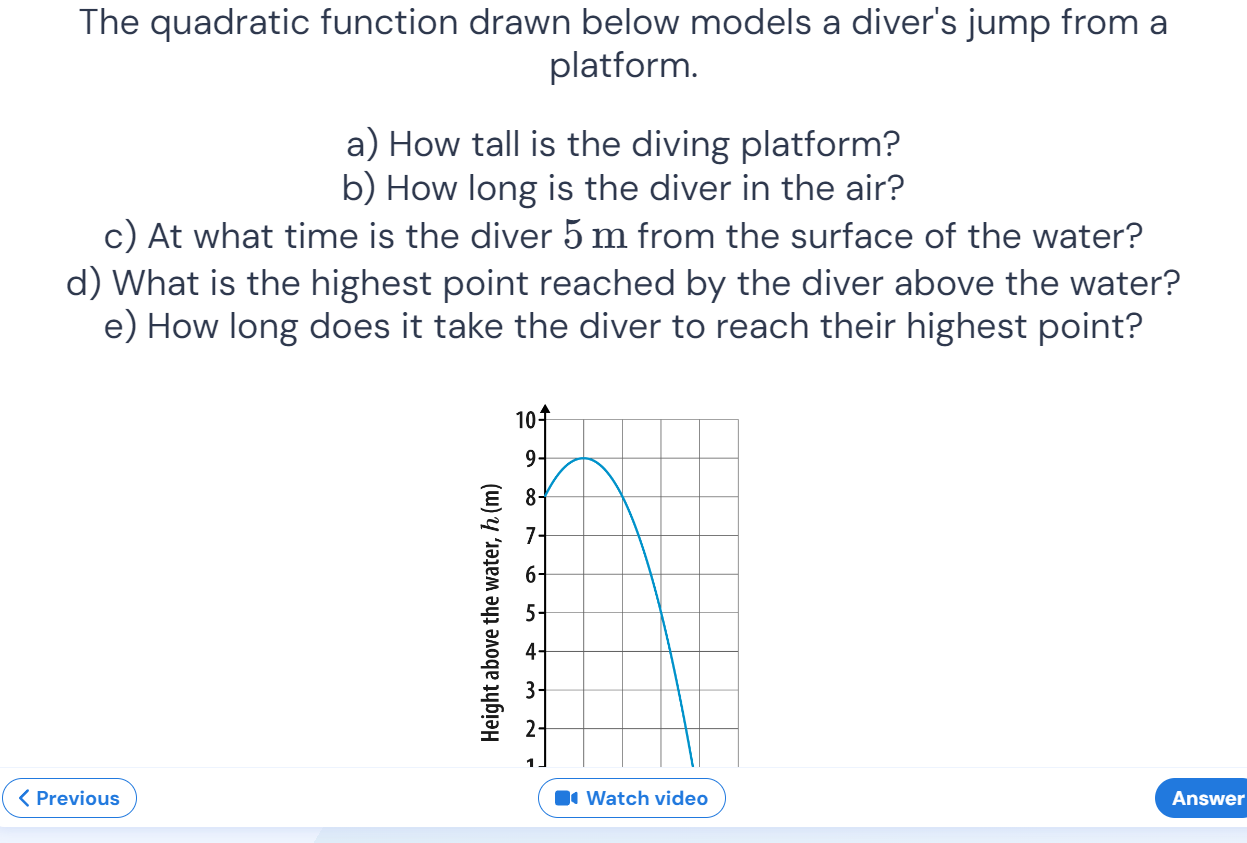 The quadratic function drawn below models a diver's jump from a
platform.
a) How tall is the diving platform?
b) How long is the diver in the air?
c) At what time is the diver 5 m from the surface of the water?
d) What is the highest point reached by the diver above the water?
e) How long does it take the diver to reach their highest point?
10
9
8
7
6
5
4
3
2
1
Height above the water, h (m)
Previous
Watch video
Answer